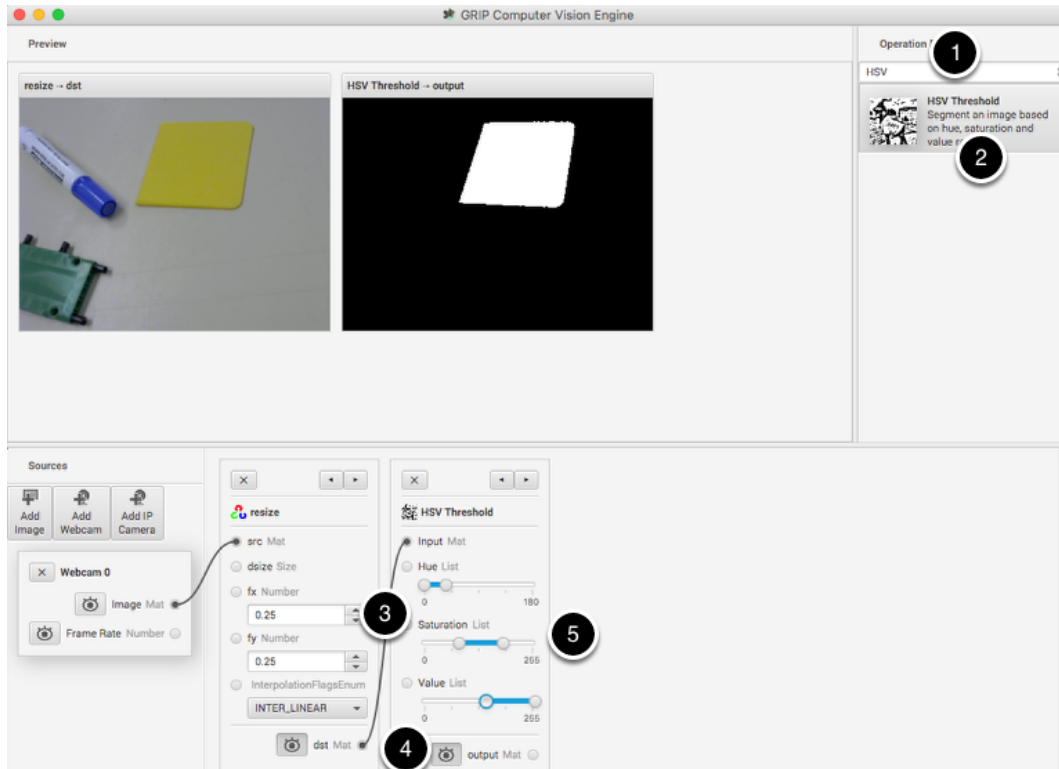 GRIP Computer Vision Engine
Preview
Operation
1
HSV
resize → dst
HSV Threshold → output
HSV Threshold
Segment an image based
on hue, saturation and
value
2
Sources
Add
Image
Add
Webcam
Add IP
Camera
Webcam 0
Image Mat
Frame Rate Number
resize
src Mat
dsize Size
fx Number
0.25
3
fy Number
0.25
InterpolationFlagsEnum
INTER_LINEAR
dst Mat
4
HSV Threshold
Input Mat
Hue List
0 180
Saturation List
0 255
5
Value List
0 255
output Mat